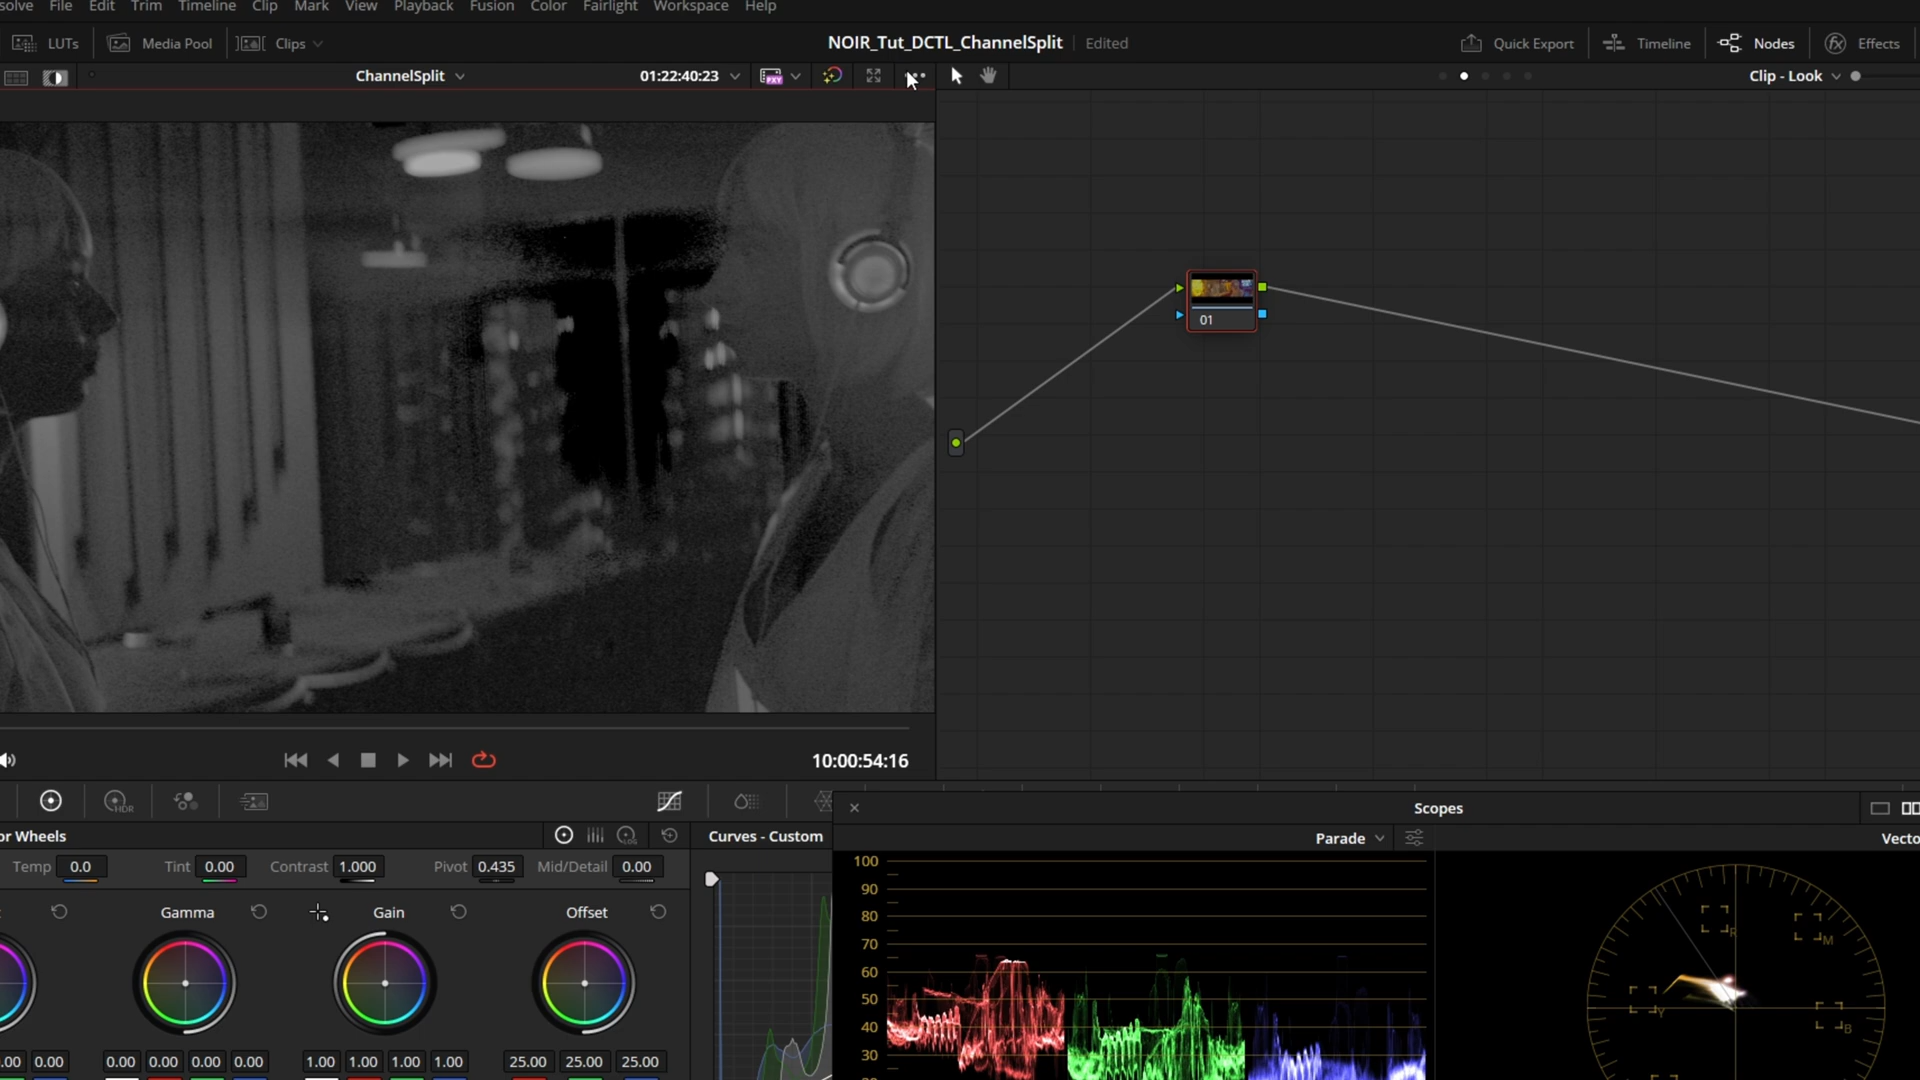 solve File Edit Trim Timeline Clip Mark View Playback Fusion Color Fairlight Workspace Help
LUTs Media Pool Clips NOIR_Tut_DCTL_ChannelSplit Edited Quick Export Timeline Nodes Effects
ChannelSplit 01:22:40:23 PXY Clip - Look
01
10:00:54:16
HDR
Scopes
or Wheels LOG Curves - Custom Parade Vecto
Temp 0.0 Tint 0.00 Contrast 1.000 Pivot 0.435 Mid/Detail 0.00
100
90
80
70
60
50
40
30
R
M
Y
B
Gamma Gain Offset
.00 0.00 0.00 0.00 0.00 0.00 1.00 1.00 1.00 1.00 25.00 25.00 25.00